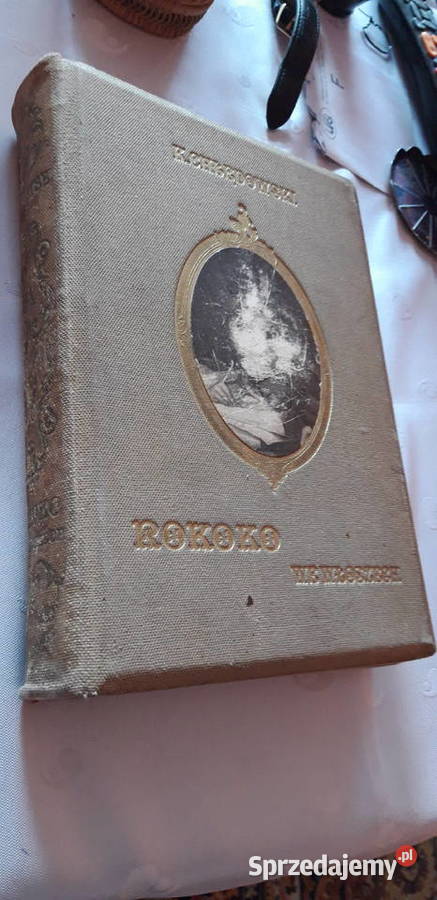 K. CHŁĘDOWSKI.
ROKOKO
WE WŁOSZECH
Sprzedajemy.pl